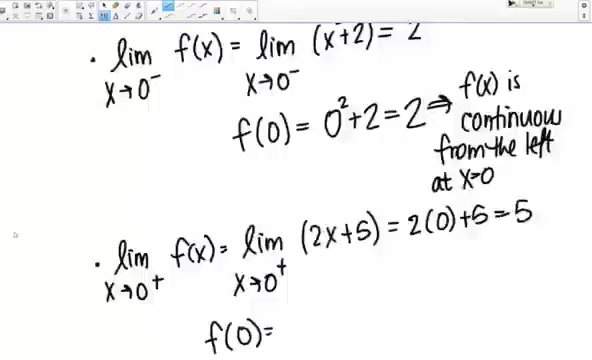 · lim f(x) = lim (x²+2) = 2
x→0⁻ x→0⁻
f(0) = 0²+2 = 2 ⇒ f(x) is
continuous
from the left
at x=0
· lim f(x) = lim (2x+5) = 2(0)+5 = 5
x→0⁺ x→0⁺
f(0)=